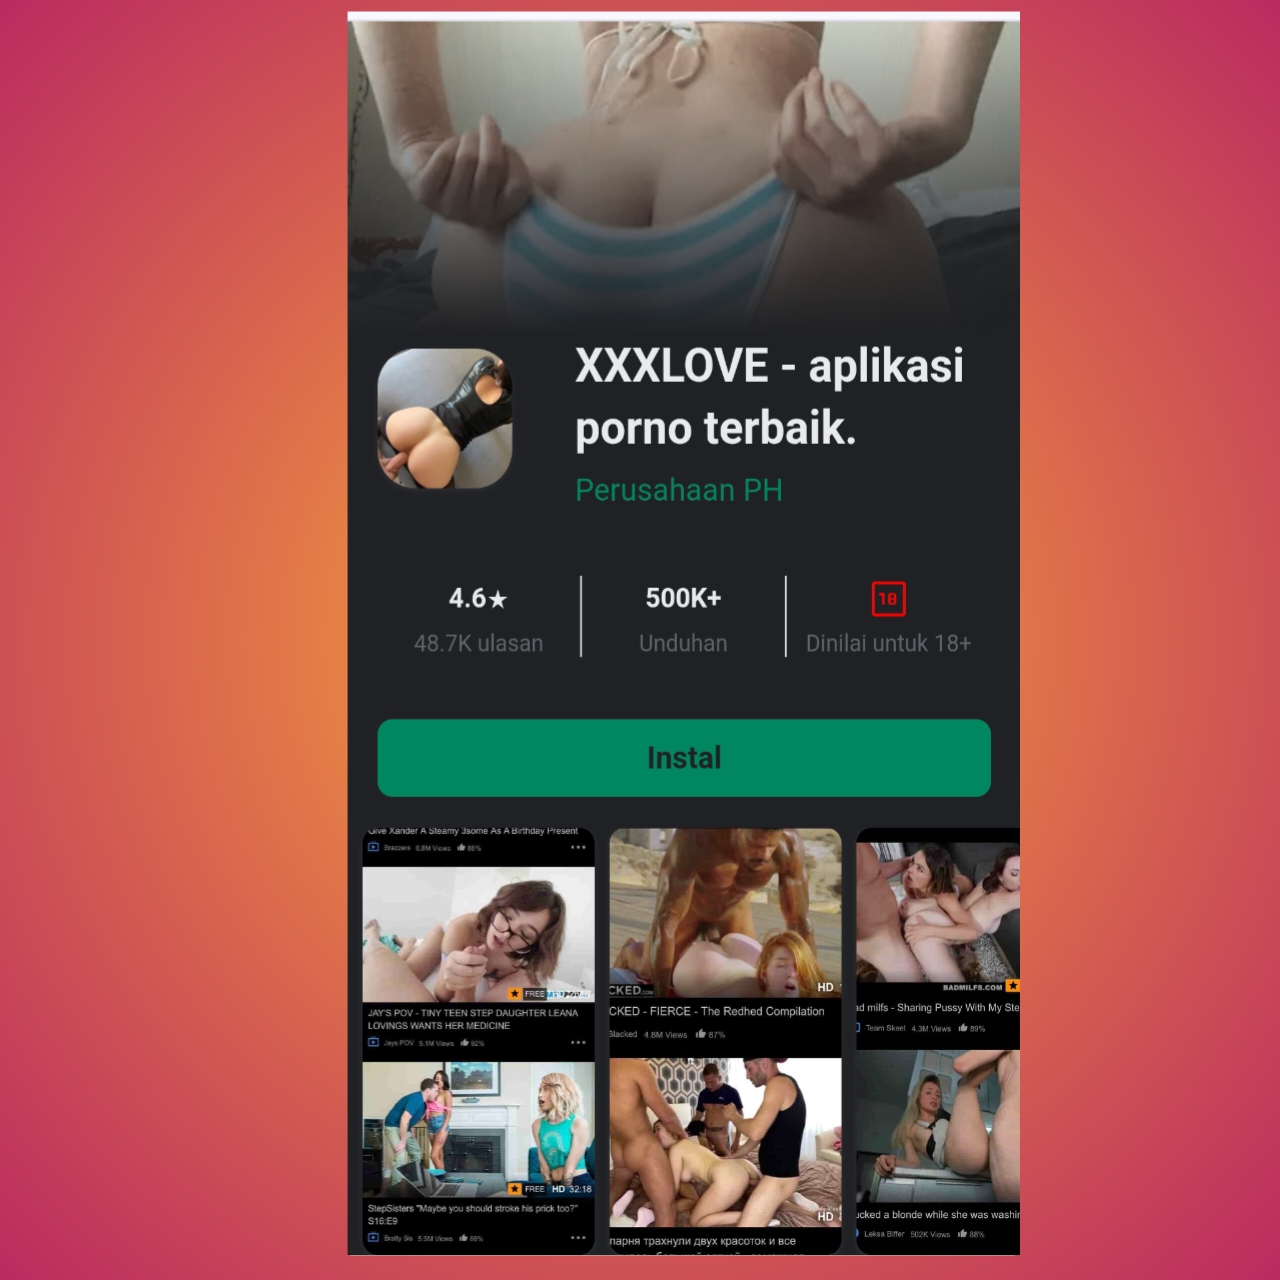 XXXLOVE - aplikasi
porno terbaik.
Perusahaan PH
4.6★
500K+
18
48.7K ulasan
Unduhan
Dinilai untuk 18+
Instal
Give Xander A Steamy 3some As A Birthday Present
Brazzers 6.8M Views 88%
FREE HD
JAY'S POV - TINY TEEN STEP DAUGHTER LEANA
LOVINGS WANTS HER MEDICINE
Jays POV 5.1M Views 92%
FREE HD 32:18
StepSisters "Maybe you should stroke his prick too?"
S16:E9
Bratty Sis 5.5M Views 88%
CKED.COM
HD
CKED - FIERCE - The Redhed Compilation
Blacked 4.8M Views 87%
HD
парня трахнули двух красоток и все
BADMILFS.COM
ad milfs - Sharing Pussy With My Ste
Team Skeet 4.3M Views 89%
ucked a blonde while she was washin
Leksa Biffer 502K Views 88%